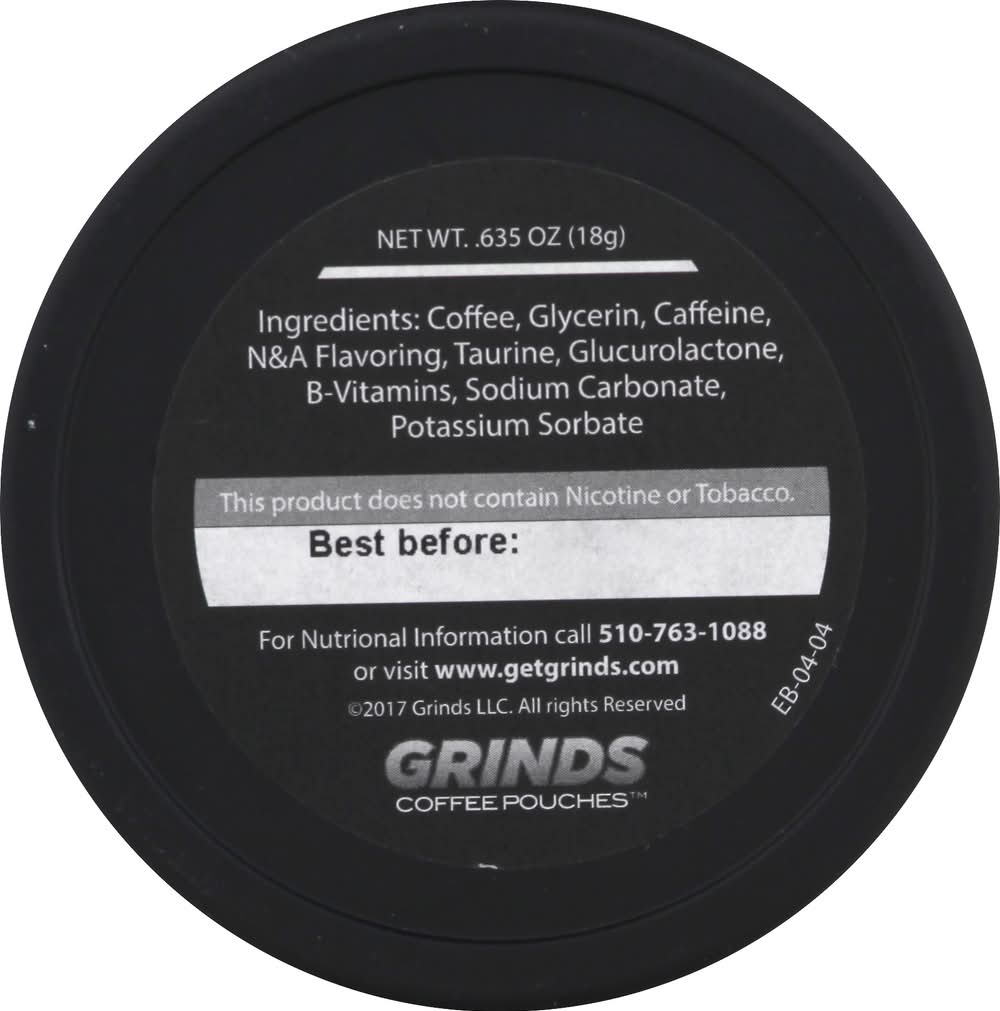 NET WT. .635 OZ (18g)
Ingredients: Coffee, Glycerin, Caffeine,
N&A Flavoring, Taurine, Glucurolactone,
B-Vitamins, Sodium Carbonate,
Potassium Sorbate
This product does not contain Nicotine or Tobacco.
Best before:
For Nutrional Information call 510-763-1088
or visit www.getgrinds.com
©2017 Grinds LLC. All rights Reserved
EB-04-04
GRINDS
COFFEE POUCHES™